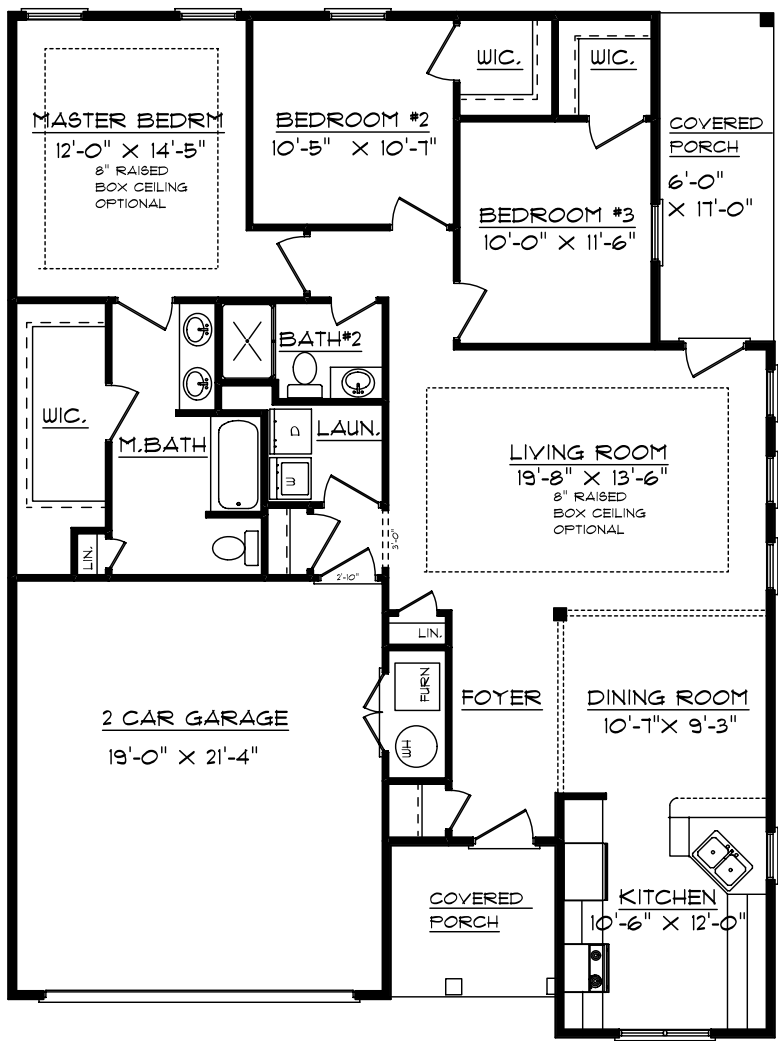 WIC.
WIC.
MASTER BEDRM
12'-0" X 14'-5"
8" RAISED
BOX CEILING
OPTIONAL
BEDROOM #2
10'-5" X 10'-7"
COVERED
PORCH
6'-0"
X 17'-0"
BEDROOM #3
10'-0" X 11'-6"
BATH#2
WIC.
M.BATH
D
LAUN.
W
LIVING ROOM
19'-8" X 13'-6"
8" RAISED
BOX CEILING
OPTIONAL
3'-0"
LIN.
2'-10"
LIN.
FURN
WH
FOYER
DINING ROOM
10'-7"X 9'-3"
2 CAR GARAGE
19'-0" X 21'-4"
COVERED
PORCH
KITCHEN
10'-6" X 12'-0"